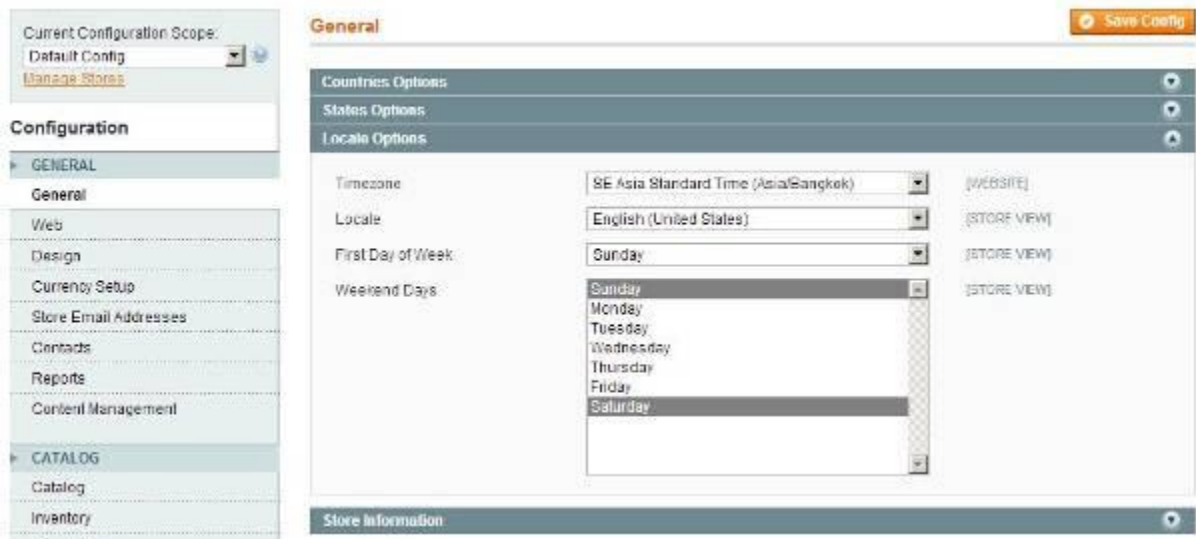 Current Configuration Scope:
Default Config
Manage Stores
Configuration
GENERAL
General
Web
Design
Currency Setup
Store Email Addresses
Contacts
Reports
Content Management
CATALOG
Catalog
Inventory
General
Save Config
Countries Options
States Options
Locale Options
Timezone
SE Asia Standard Time (Asia/Bangkok)
[WEBSITE]
Locale
English (United States)
[STORE VIEW]
First Day of Week
Sunday
[STORE VIEW]
Weekend Days
Sunday
Monday
Tuesday
Wednesday
Thursday
Friday
Saturday
[STORE VIEW]
Store Information